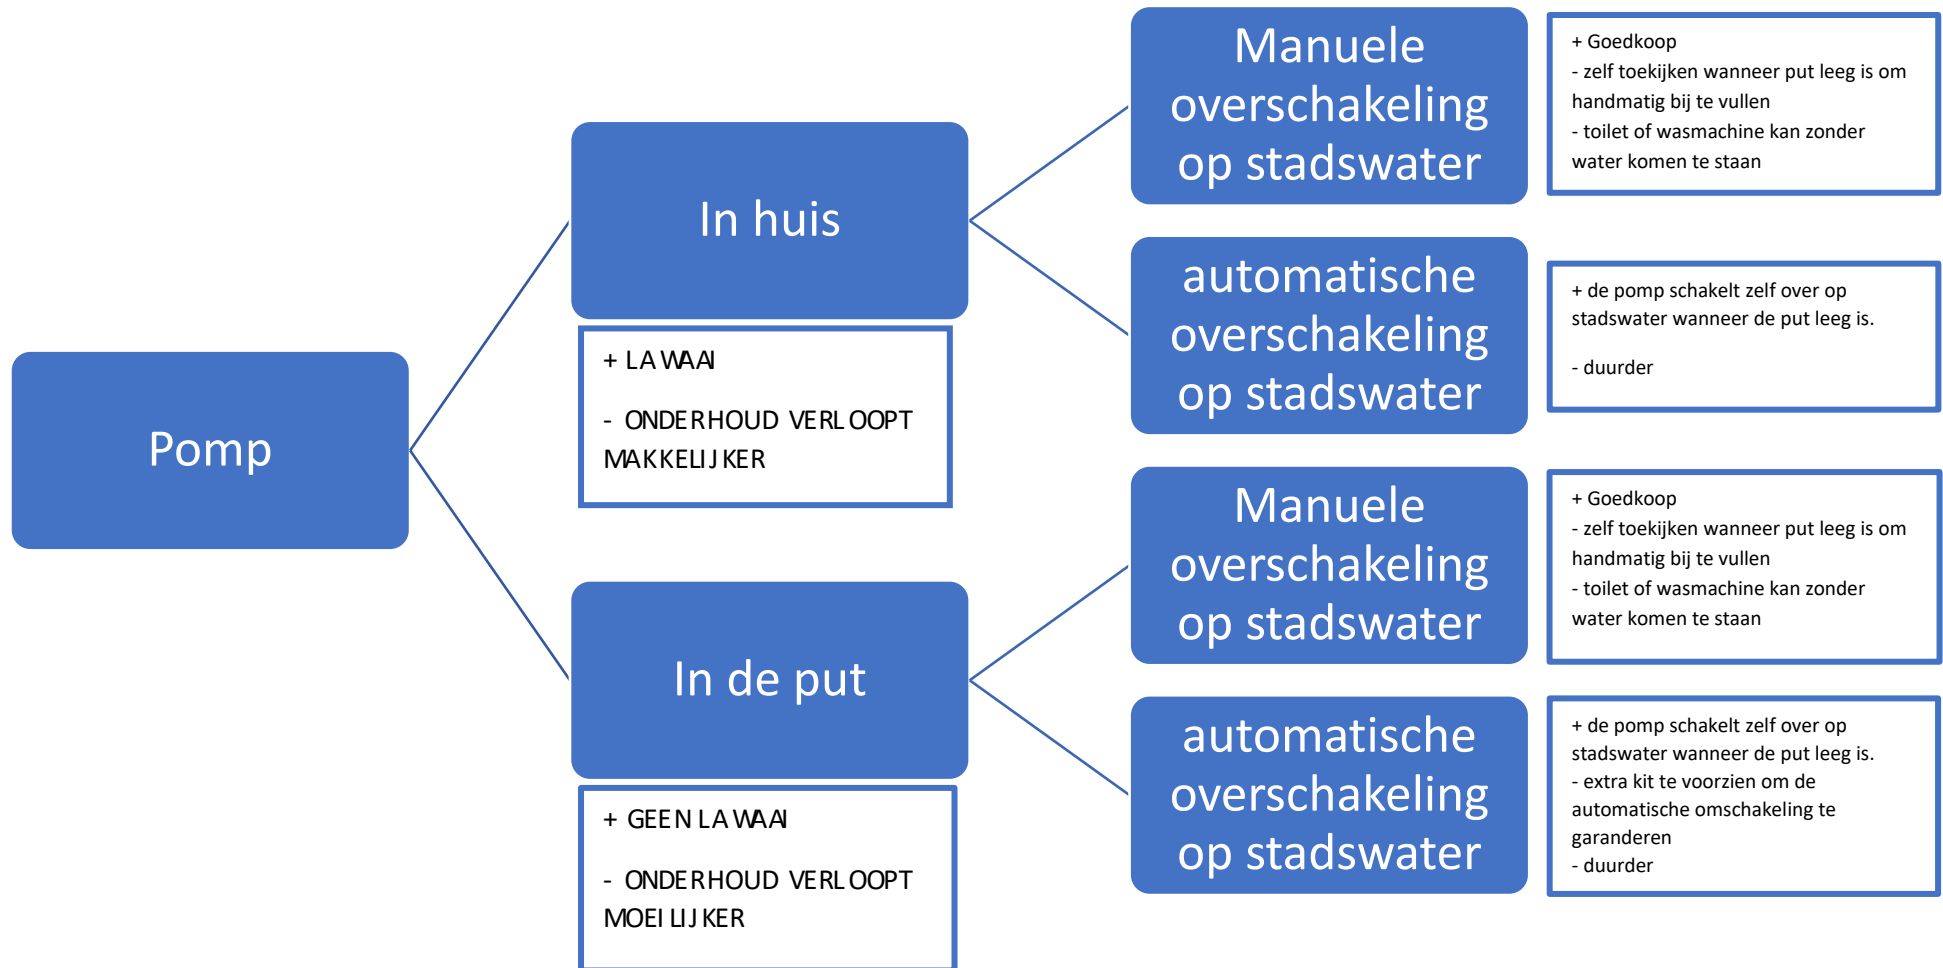 Pomp
In huis
+ LAWAAI
- ONDERHOUD VERLOOPT
MAKKELIJKER
Manuele
overschakeling
op stadswater
+ Goedkoop
- zelf toekijken wanneer put leeg is om
handmatig bij te vullen
- toilet of wasmachine kan zonder
water komen te staan
automatische
overschakeling
op stadswater
+ de pomp schakelt zelf over op
stadswater wanneer de put leeg is.
- duurder
In de put
+ GEEN LAWAAI
- ONDERHOUD VERLOOPT
MOEILIJKER
Manuele
overschakeling
op stadswater
+ Goedkoop
- zelf toekijken wanneer put leeg is om
handmatig bij te vullen
- toilet of wasmachine kan zonder
water komen te staan
automatische
overschakeling
op stadswater
+ de pomp schakelt zelf over op
stadswater wanneer de put leeg is.
- extra kit te voorzien om de
automatische omschakeling te
garanderen
- duurder